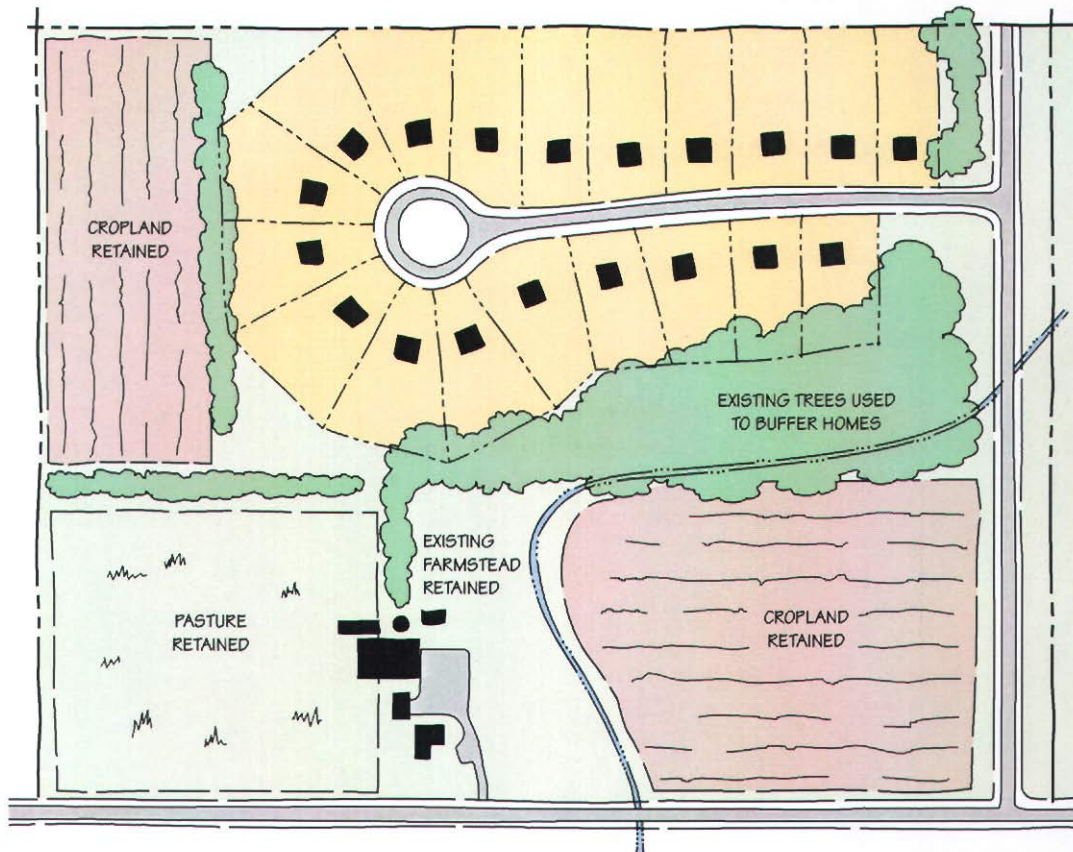 CROPLAND
RETAINED
EXISTING TREES USED
TO BUFFER HOMES
EXISTING
FARMSTEAD
RETAINED
PASTURE
RETAINED
CROPLAND
RETAINED